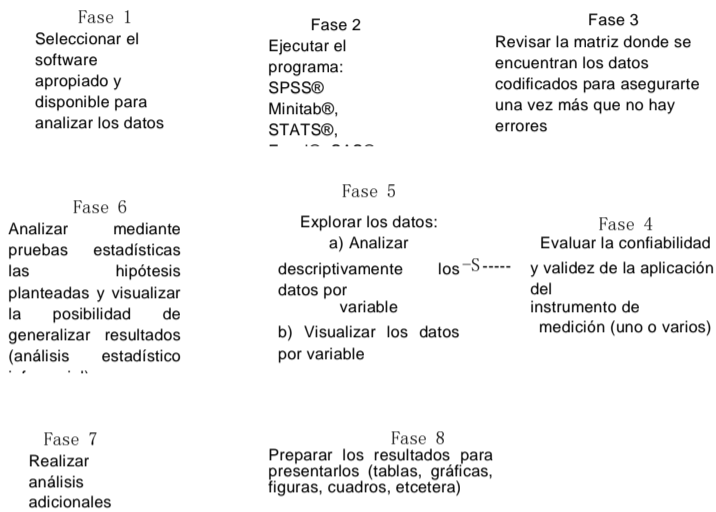 Fase 1
Seleccionar el
software
apropiado y
disponible para
analizar los datos
Fase 2
Ejecutar el
programa:
SPSS®
Minitab®,
STATS®,
Fase 3
Revisar la matriz donde se
encuentran los datos
codificados para asegurarte
una vez más que no hay
errores
Fase 6
Analizar mediante
pruebas estadísticas
las hipótesis
planteadas y visualizar
la posibilidad de
generalizar resultados
(análisis estadístico
Fase 5
Explorar los datos:
a) Analizar
descriptivamente los
datos por
variable
b) Visualizar los datos
por variable
-S-----
Fase 4
Evaluar la confiabilidad
y validez de la aplicación
del
instrumento de
medición (uno o varios)
Fase 7
Realizar
análisis
adicionales
Fase 8
Preparar los resultados para
presentarlos (tablas, gráficas,
figuras, cuadros, etcetera)